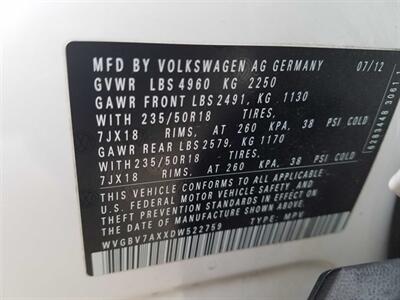 MFD BY VOLKSWAGEN AG GERMANY 07/12
GVWR LBS 4960 KG 2250
GAWR FRONT LBS 2491, KG 1130
WITH 235/50R18 TIRES,
7JX18 RIMS, AT 260 KPA, 38 PSI COLD
GAWR REAR LBS 2579, KG 1170
WITH 235/50R18 TIRES,
7JX18 RIMS, AT 260 KPA, 38 PSI COLD
THIS VEHICLE CONFORMS TO ALL APPLICABLE
U.S. FEDERAL MOTOR VEHICLE SAFETY
STANDARDS IN EFFECT ON THE
DATE OF MANUFACTURE SHOWN ABOVE.
WVGBV7AXXDW522759 TYPE: MPV